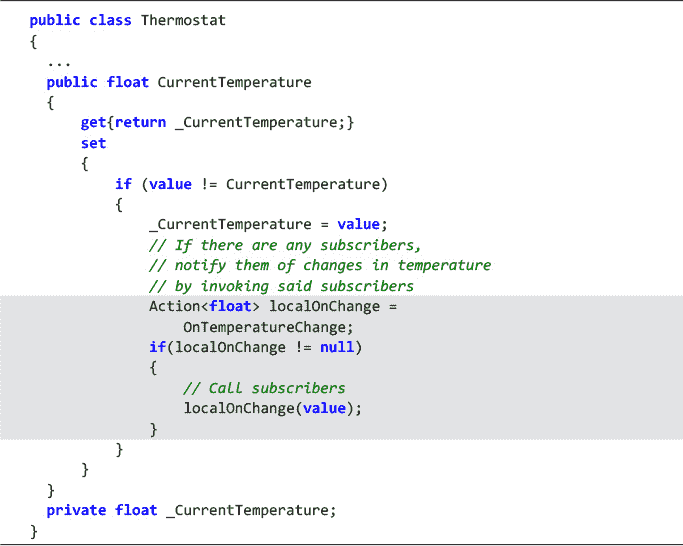 public class Thermostat
{
  ...
  public float CurrentTemperature
  {
      get{return _CurrentTemperature;}
      set
      {
          if (value != CurrentTemperature)
          {
              _CurrentTemperature = value;
              // If there are any subscribers,
              // notify them of changes in temperature
              // by invoking said subscribers
              Action<float> localOnChange =
                  OnTemperatureChange;
              if(localOnChange != null)
              {
                  // Call subscribers
                  localOnChange(value);
              }
          }
      }
  }
  private float _CurrentTemperature;
}